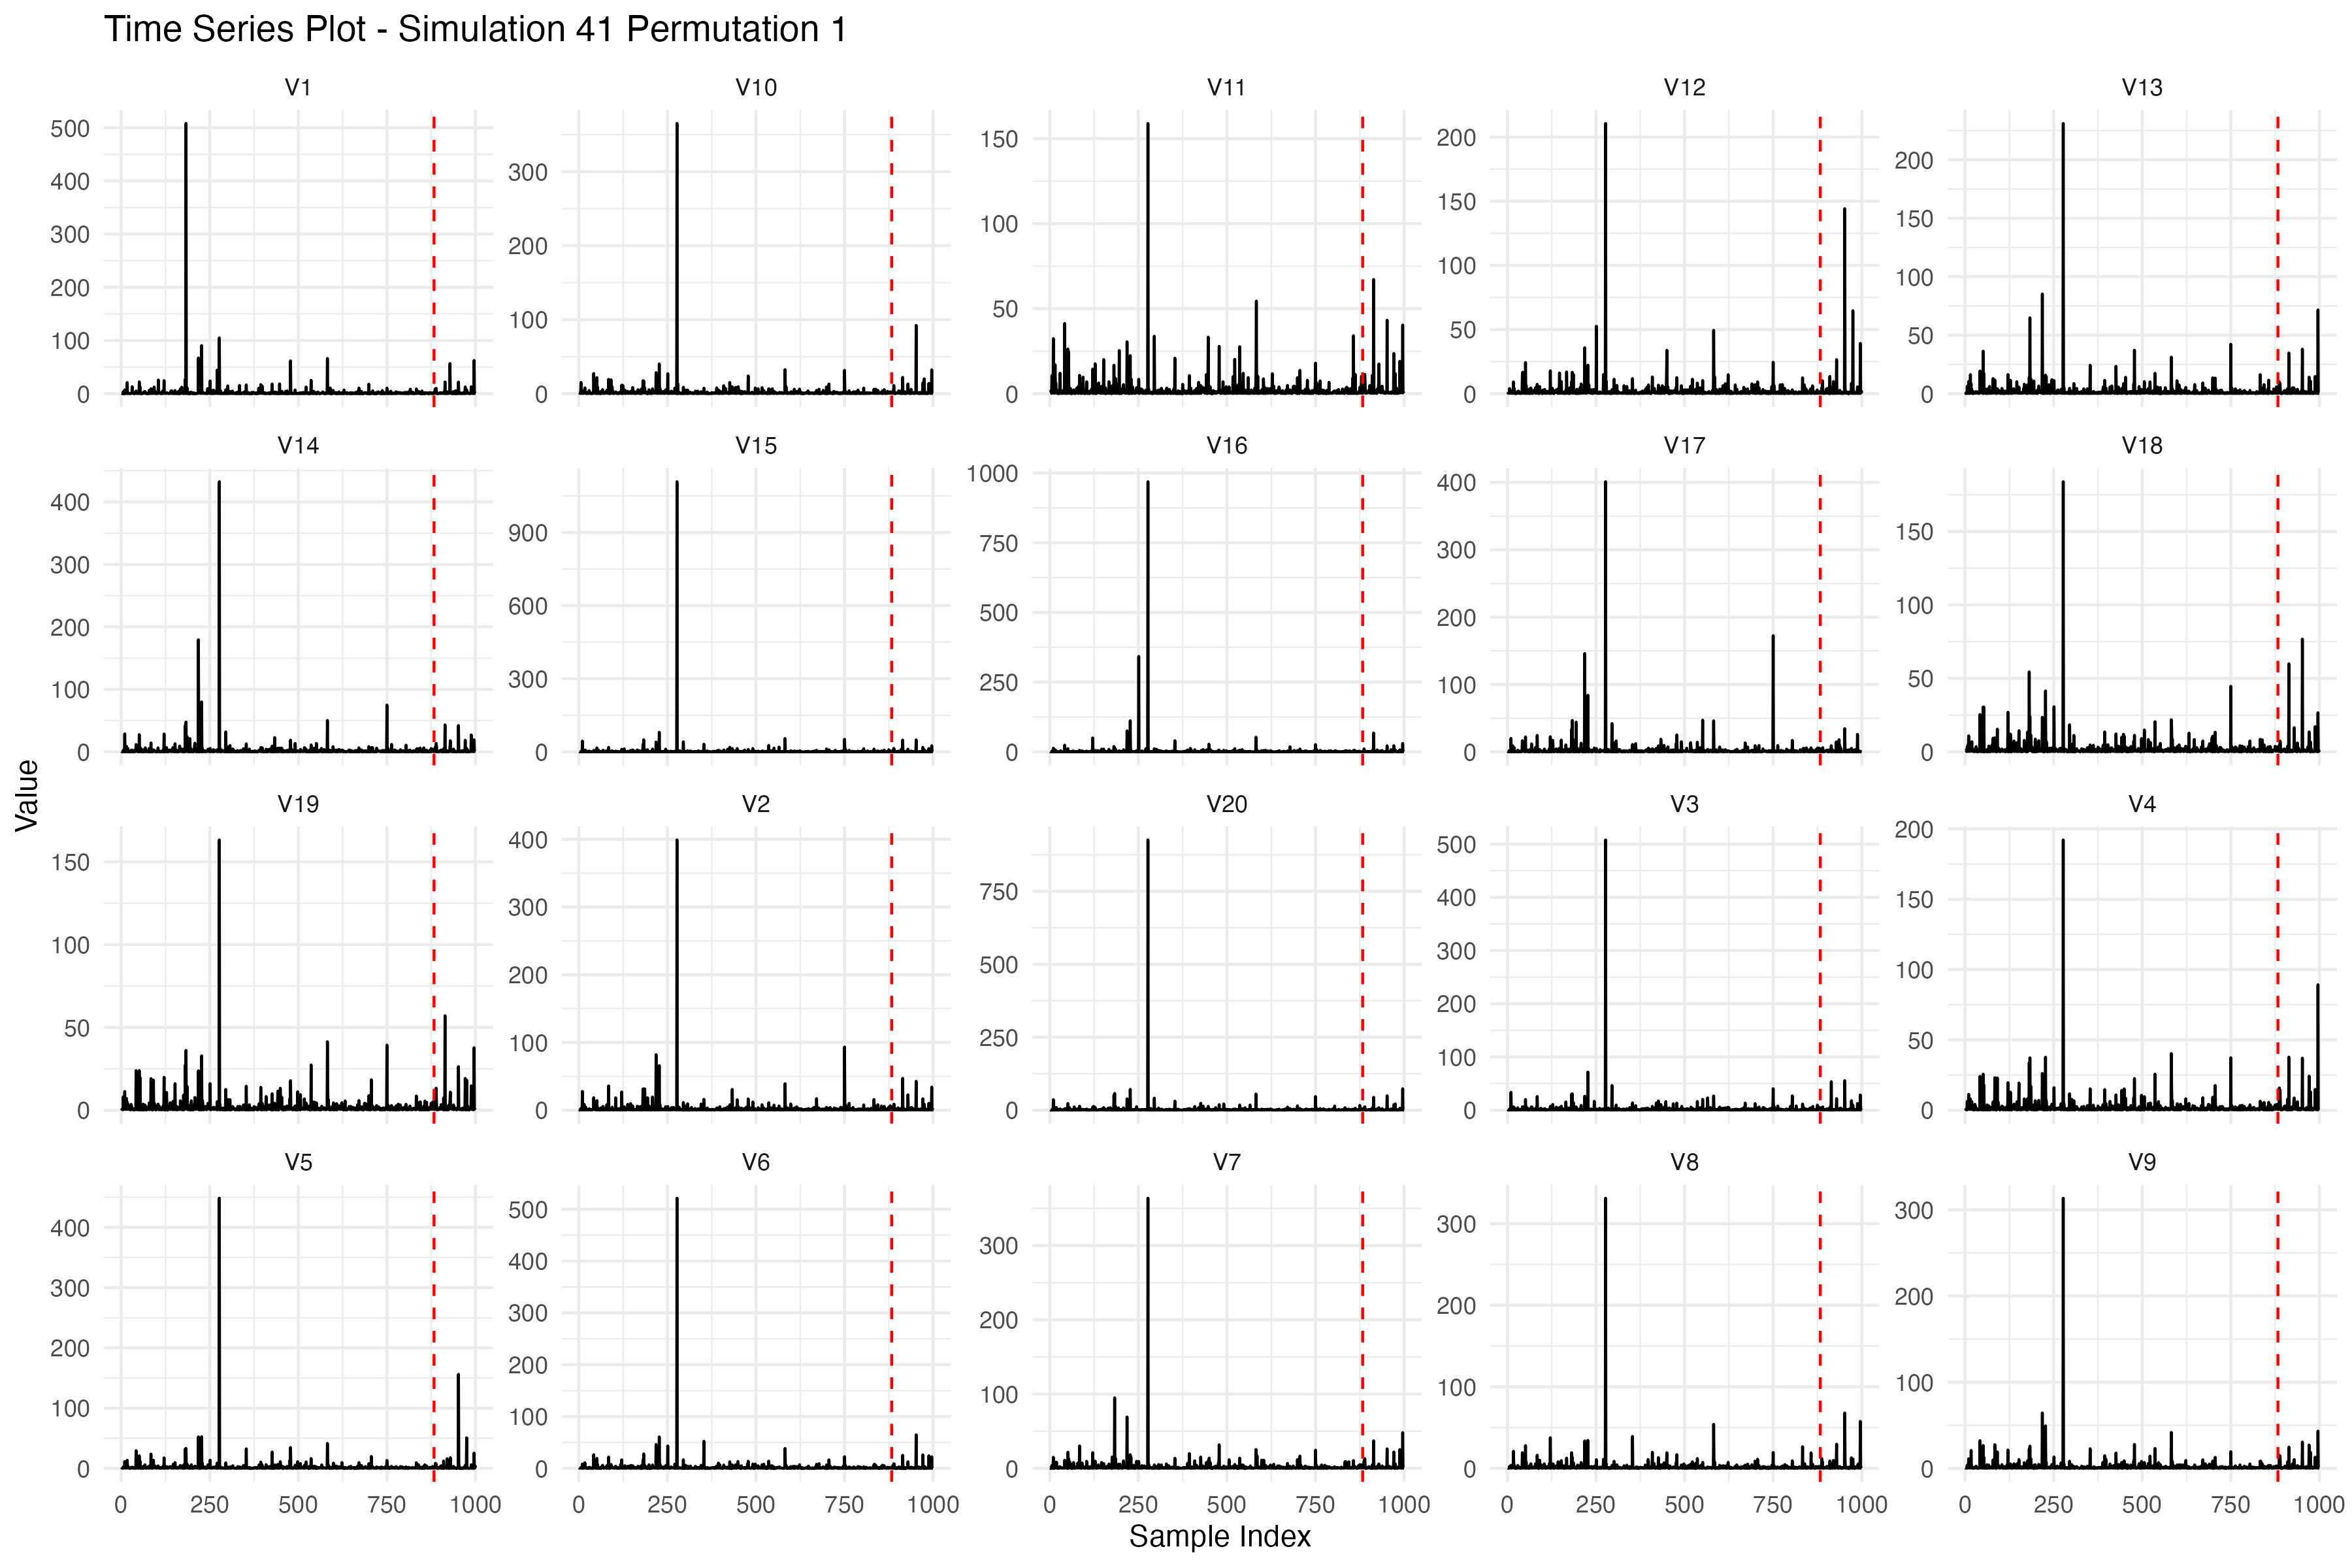 Time Series Plot - Simulation 41 Permutation 1
V1 V10 V11 V12 V13
500 400 300 200 100 0
300 200 100 0
150 100 50 0
200 150 100 50 0
200 150 100 50 0
V14 V15 V16 V17 V18
400 300 200 100 0
900 600 300 0
1000 750 500 250 0
400 300 200 100 0
150 100 50 0
Value
V19 V2 V20 V3 V4
150 100 50 0
400 300 200 100 0
750 500 250 0
500 400 300 200 100 0
200 150 100 50 0
V5 V6 V7 V8 V9
400 300 200 100 0
500 400 300 200 100 0
300 200 100 0
300 200 100 0
300 200 100 0
0 250 500 750 1000 0 250 500 750 1000 0 250 500 750 1000 0 250 500 750 1000 0 250 500 750 1000
Sample Index